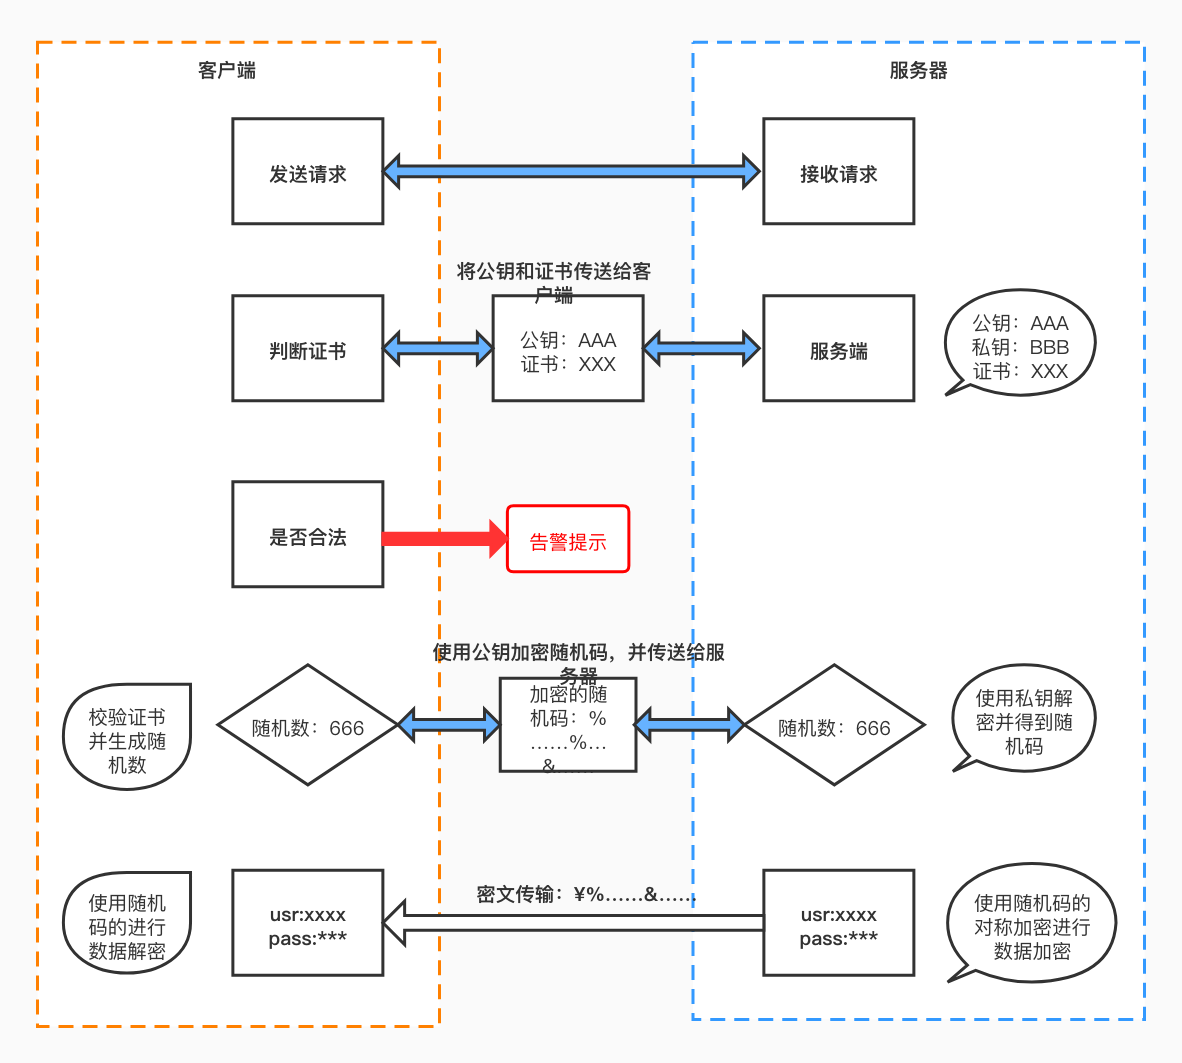 客户端
服务器
发送请求
接收请求
将公钥和证书传送给客
户端
判断证书
公钥：AAA
证书：XXX
服务端
公钥：AAA
私钥：BBB
证书：XXX
是否合法
告警提示
使用公钥加密随机码，并传送给服
务器
校验证书
并生成随
机数
随机数：666
加密的随
机码：%
……%…
&……
随机数：666
使用私钥解
密并得到随
机码
密文传输：¥%……&……
使用随机
码的进行
数据解密
usr:xxxx
pass:***
usr:xxxx
pass:***
使用随机码的
对称加密进行
数据加密